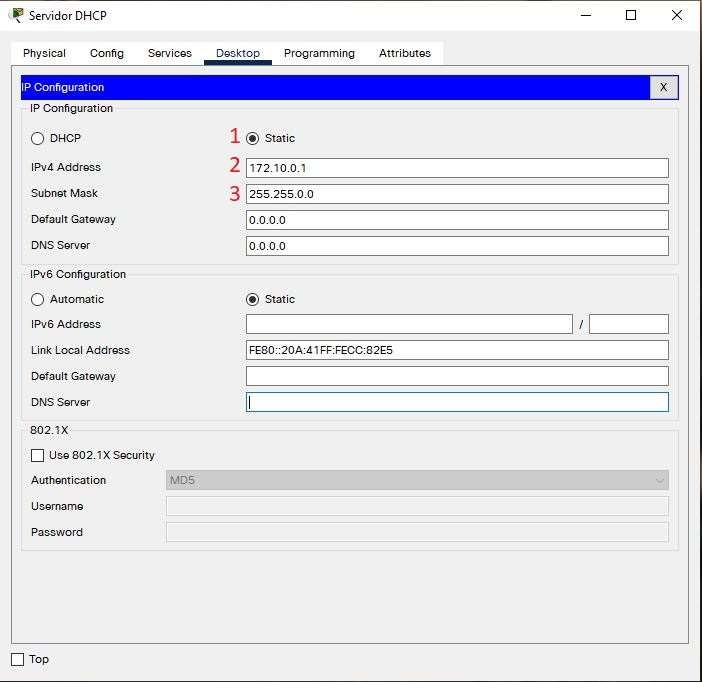 Servidor DHCP
Physical Config Services Desktop Programming Attributes
IP Configuration X
IP Configuration
DHCP 1 Static
IPv4 Address 2 172.10.0.1
Subnet Mask 3 255.255.0.0
Default Gateway 0.0.0.0
DNS Server 0.0.0.0
IPv6 Configuration
Automatic Static
IPv6 Address /
Link Local Address FE80::20A:41FF:FECC:82E5
Default Gateway
DNS Server
802.1X
Use 802.1X Security
Authentication MD5
Username
Password
Top